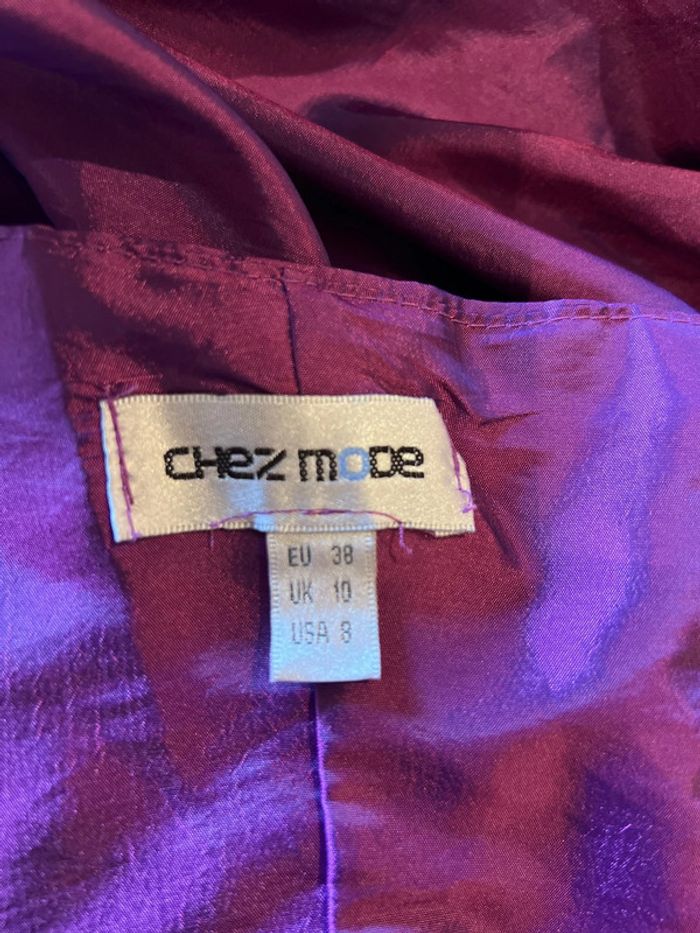 CHEZ MODE
EU 38
UK 10
USA 8